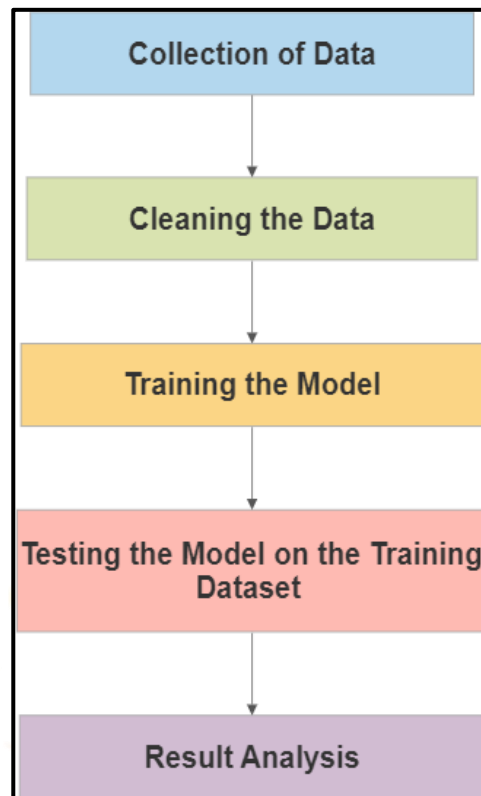 Collection of Data
Cleaning the Data
Training the Model
Testing the Model on the Training
Dataset
Result Analysis